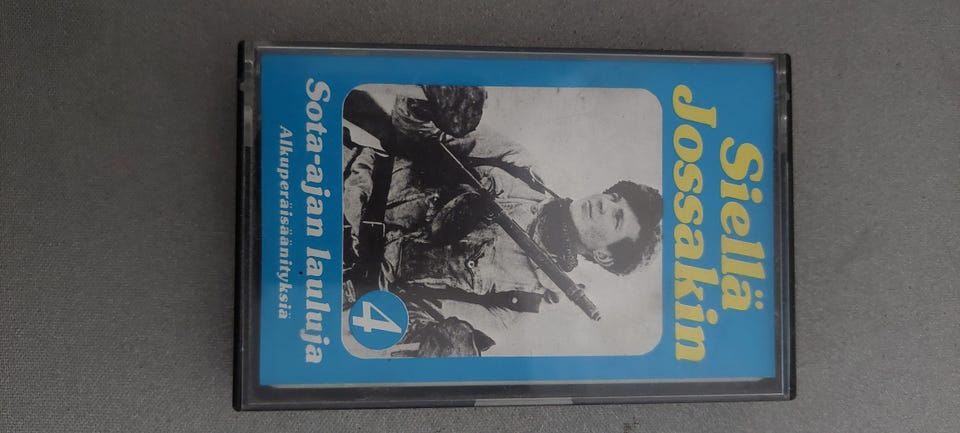 Siellä
Jossakin
4
Sota-ajan lauluja
Alkuperäisäänityksiä